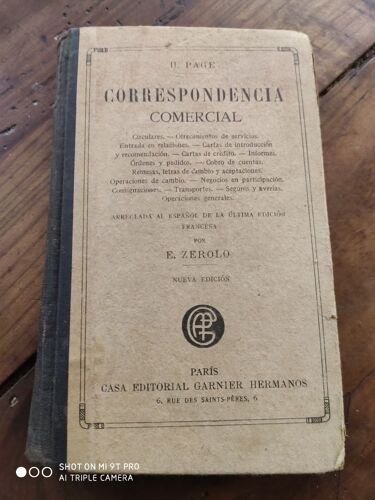 H. PAGE
CORRESPONDENCIA
COMERCIAL
Circulares. — Ofrecimientos de servicios.
Entrada en relaciones. — Cartas de introducción
y recomendación. — Cartas de crédito. — Informes.
Órdenes y pedidos. — Cobro de cuentas.
Remesas, letras de cambio y aceptaciones.
Operaciones de cambio. — Negocios en participación.
Consignaciones. — Transportes. — Seguros y averías.
Operaciones generales.
ARREGLADA AL ESPAÑOL DE LA ÚLTIMA EDICIÓN
FRANCESA
POR
E. ZEROLO
NUEVA EDICIÓN
PARÍS
CASA EDITORIAL GARNIER HERMANOS
6, RUE DES SAINTS-PÈRES, 6
SHOT ON MI 9T PRO
AI TRIPLE CAMERA